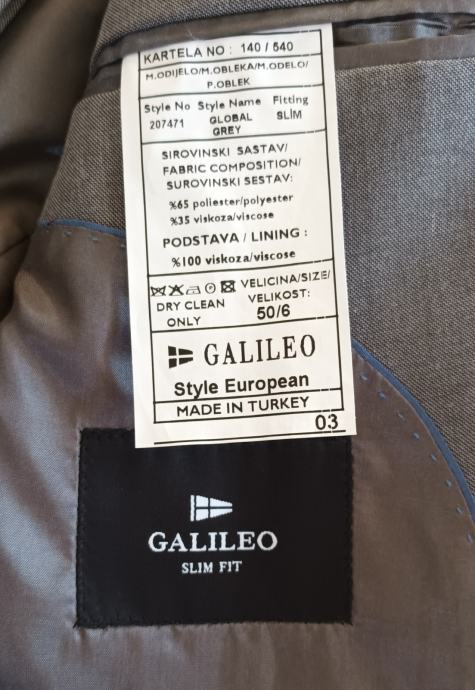 KARTELA NO : 140 / 640
M.ODIJELO/M.OBLEKA/M.ODELO/
P.OBLEK
Style No Style Name Fitting
207471 GLOBAL SLİM
GREY
SIROVINSKI SASTAV/
FABRIC COMPOSITION/
SUROVINSKI SESTAV:
%65 poliester/polyester
%35 viskoza/viscose
PODSTAVA / LINING :
%100 viskoza/viscose
DRY CLEAN
ONLY
VELICINA/SIZE/
VELIKOST:
50/6
GALILEO
Style European
MADE IN TURKEY
03
GALILEO
SLIM FIT